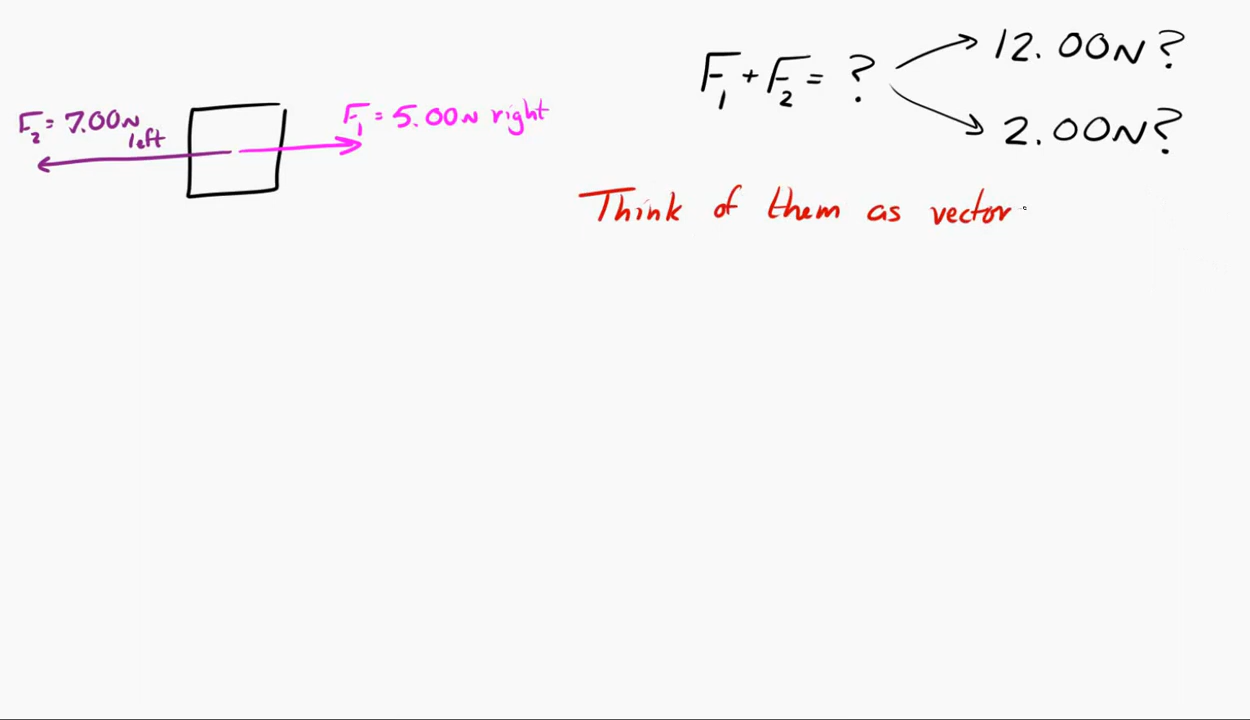 F₁ + F₂ = ?
12.00N?
2.00N?
F₂ = 7.00N
left
F₁ = 5.00N right
Think of them as vector